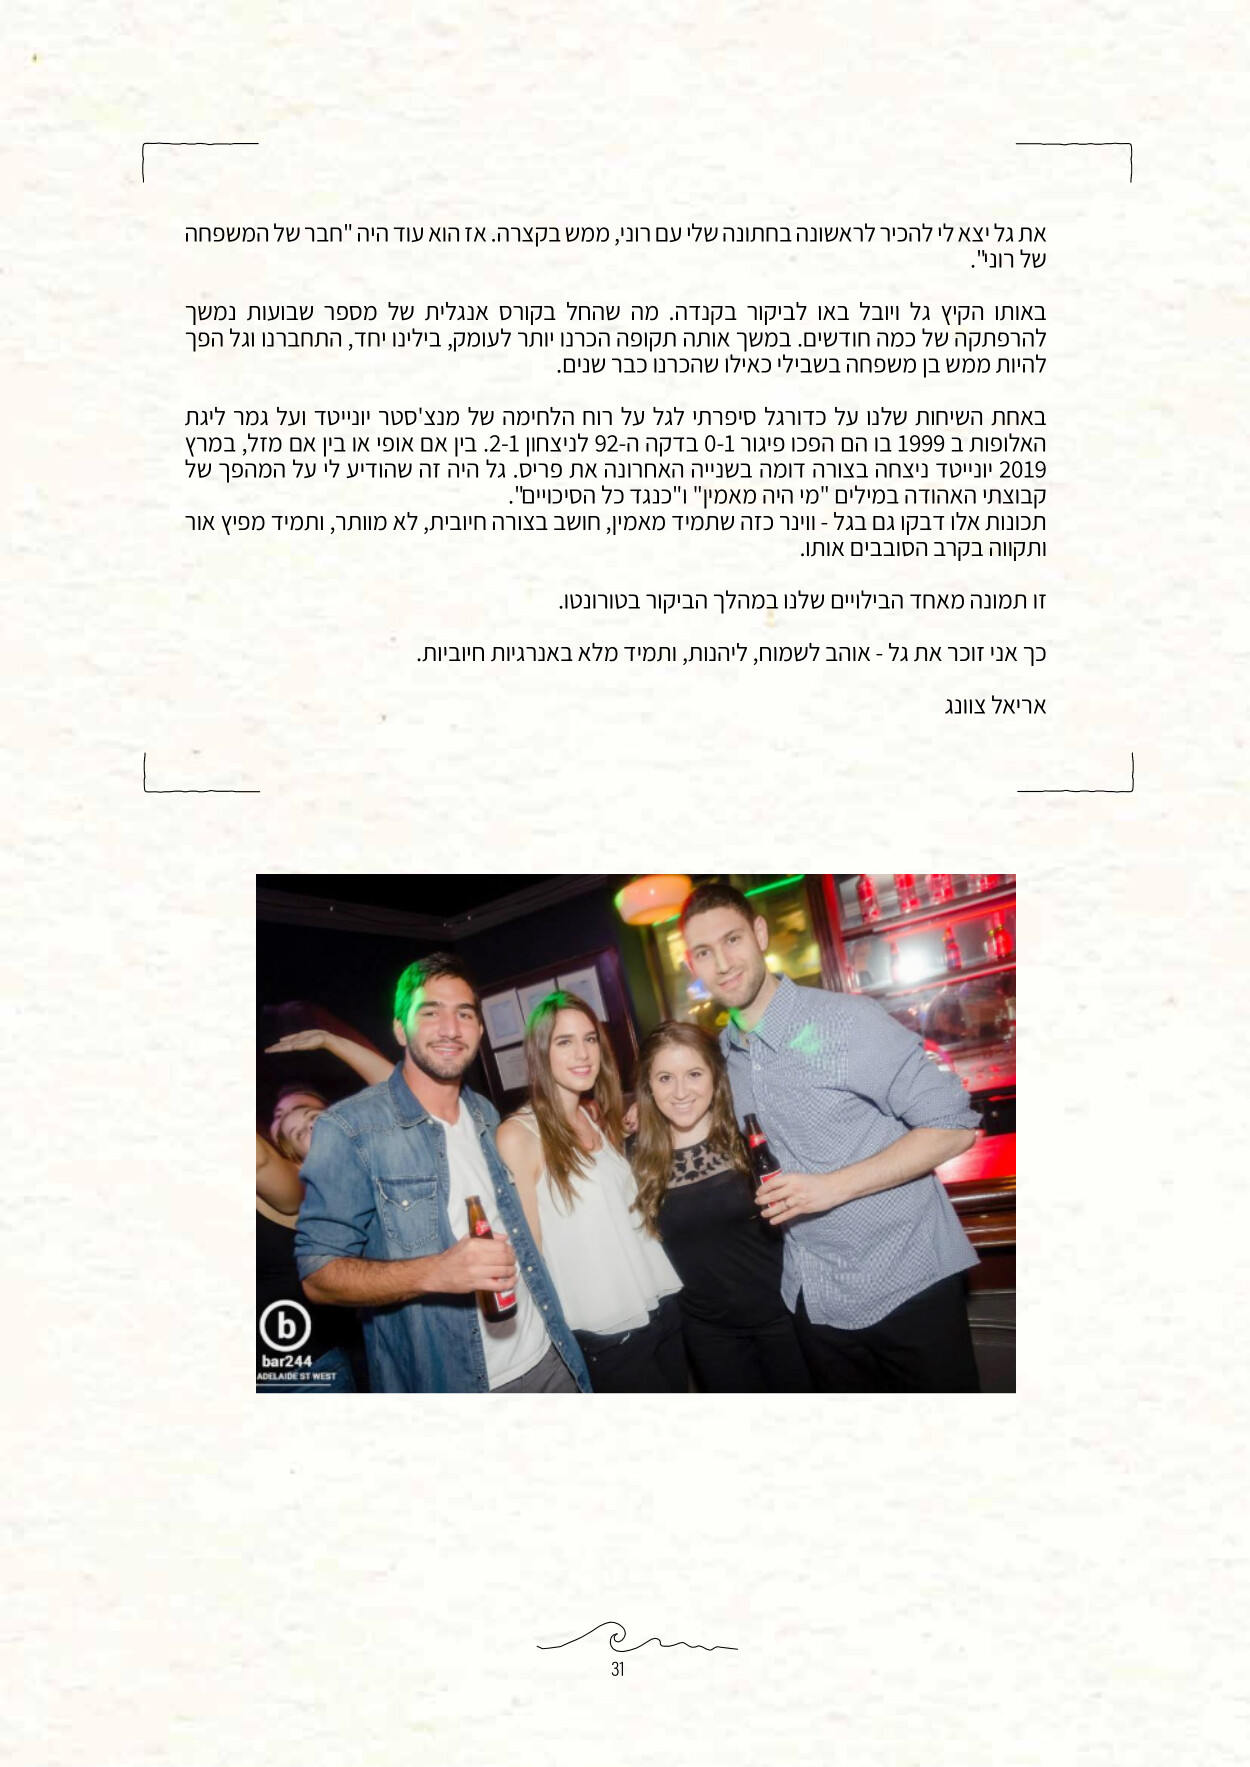 את גל יצא לי להכיר לראשונה בחתונה שלי עם רוני, ממש בקצרה. אז הוא עוד היה "חבר של המשפחה
של רוני".
באותו הקיץ גל ויובל באו לביקור בקנדה. מה שהחל בקורס אנגלית של מספר שבועות נמשך
להרפתקה של כמה חודשים. במשך אותה תקופה הכרנו יותר לעומק, בילינו יחד, התחברנו וגל הפך
להיות ממש בן משפחה בשבילי כאילו שהכרנו כבר שנים.
באחת השיחות שלנו על כדורגל סיפרתי לגל על רוח הלחימה של מנצ'סטר יונייטד ועל גמר ליגת
האלופות ב 1999 בו הם הפכו פיגור 0-1 בדקה ה-92 לניצחון 2-1. בין אם אופי או בין אם מזל, במרץ
2019 יונייטד ניצחה בצורה דומה בשנייה האחרונה את פריס. גל היה זה שהודיע לי על המהפך של
קבוצתי האהודה במילים "מי היה מאמין" ו"כנגד כל הסיכויים".
תכונות אלו דבקו גם בגל - ווינר כזה שתמיד מאמין, חושב בצורה חיובית, לא מוותר, ותמיד מפיץ אור
ותקווה בקרב הסובבים אותו.
זו תמונה מאחד הבילויים שלנו במהלך הביקור בטורונטו.
כך אני זוכר את גל - אוהב לשמוח, ליהנות, ותמיד מלא באנרגיות חיוביות.
אריאל צוונג
b
bar244
ADELAIDE ST WEST
31